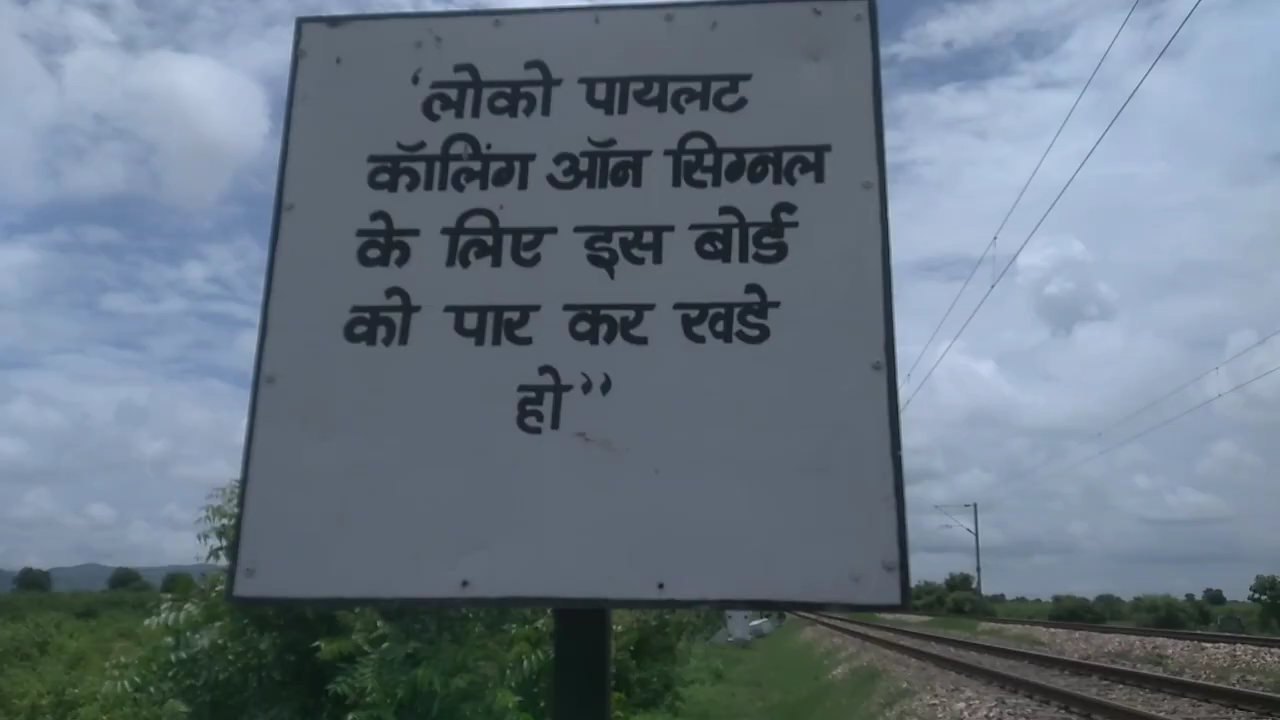 ‘लोको पायलट
कॉलिंग ऑन सिग्नल
के लिए इस बोर्ड
को पार कर खडे
हो”